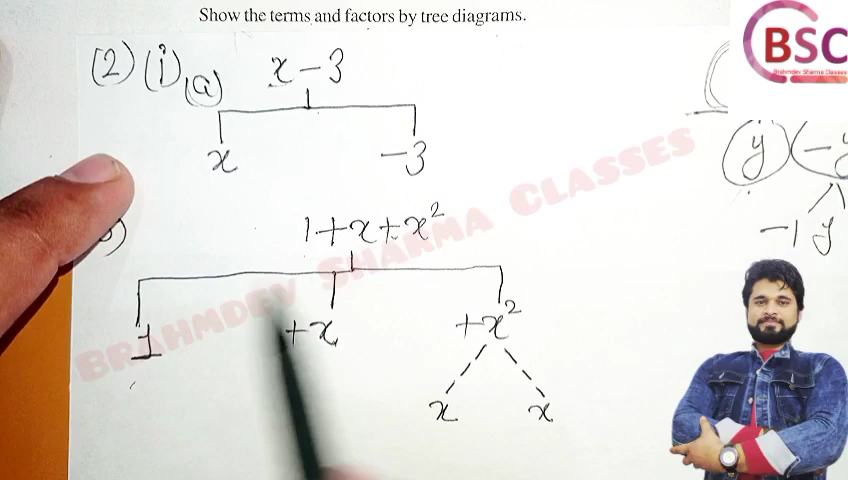 Show the terms and factors by tree diagrams.
BSC
Brahmdev Sharma Classes
(2) (i) (a) x - 3
x -3
y (-y
-1 y
1+x+x²
1 +x +x²
x x
BRAHMDEV SHARMA CLASSES